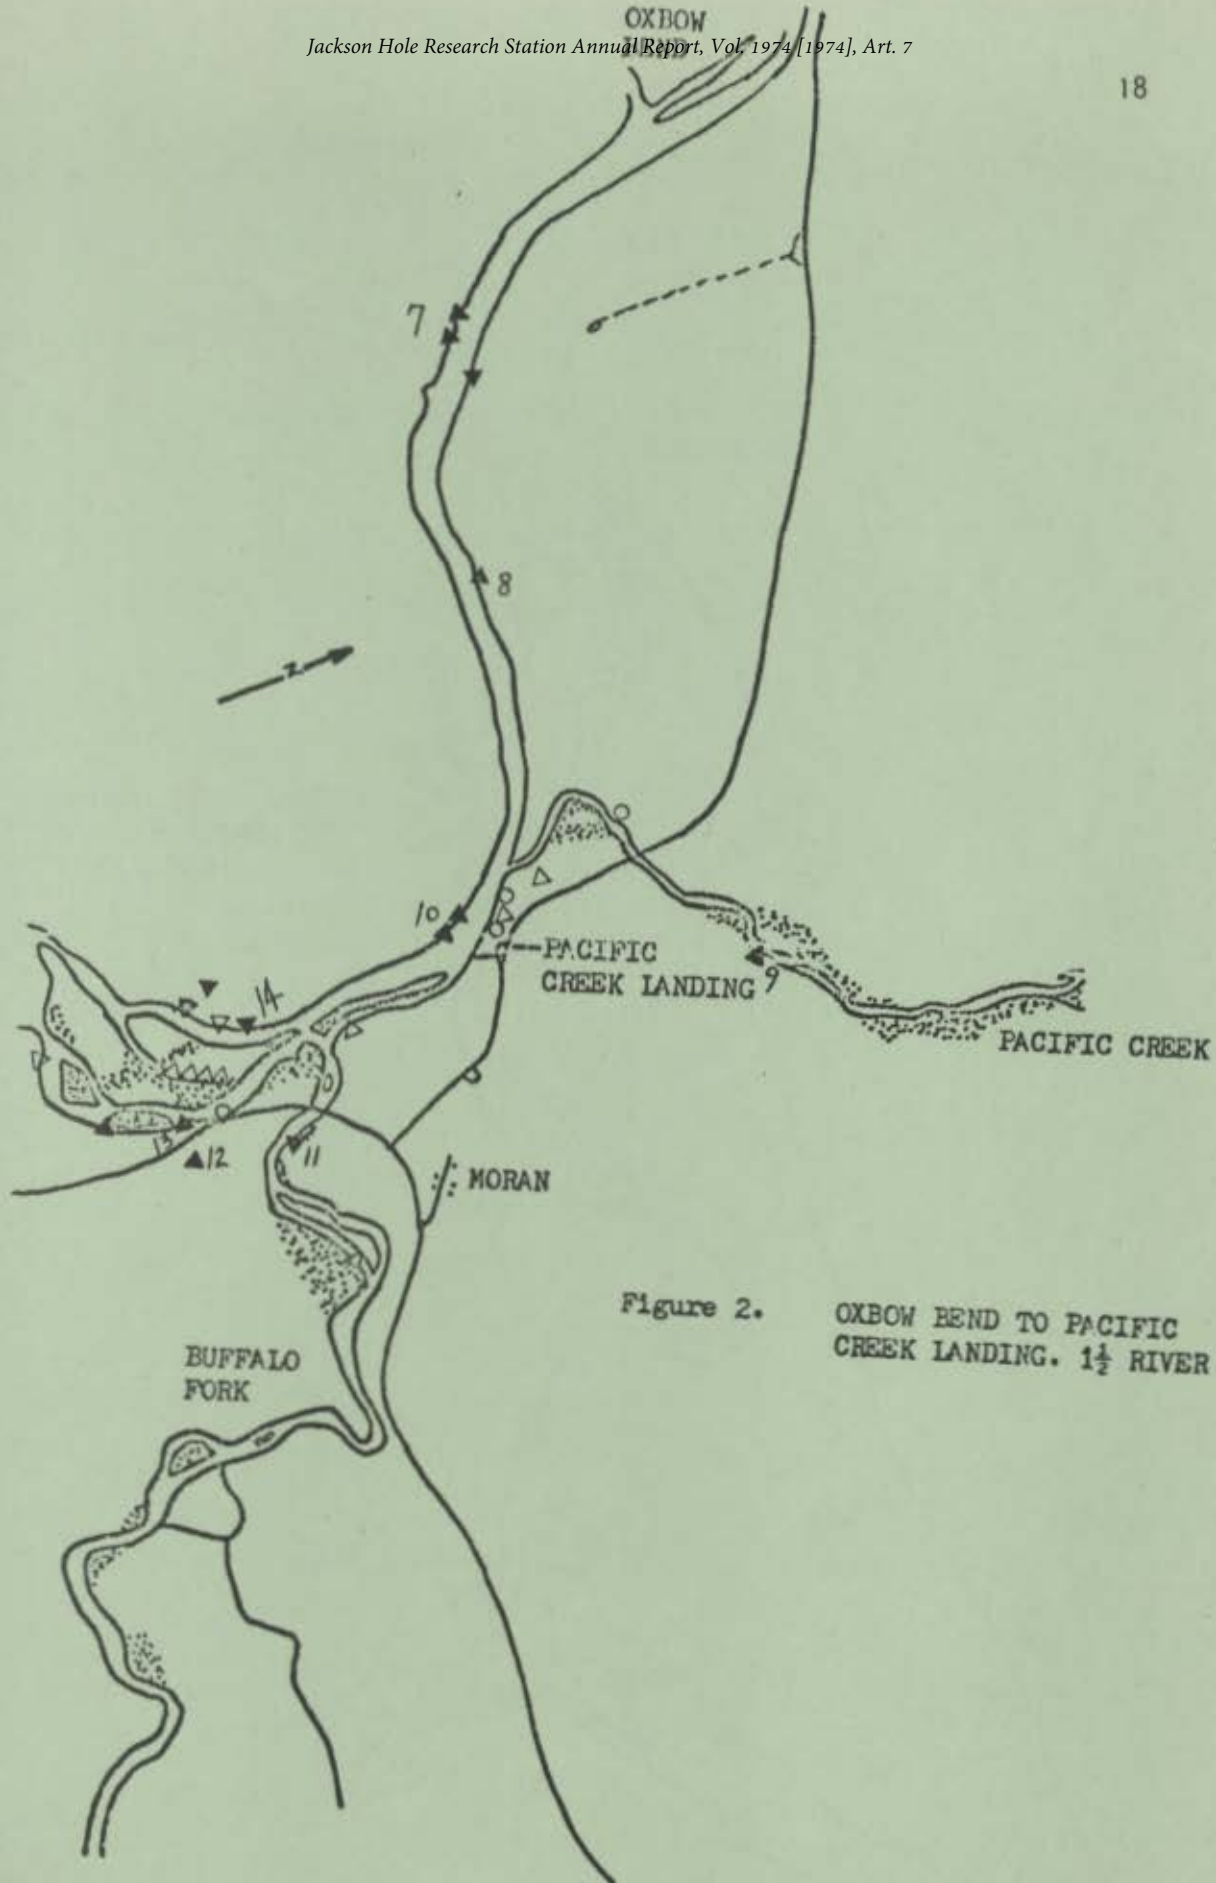 OXBOW
BEND
Jackson Hole Research Station Annual Report, Vol. 1974 [1974], Art. 7
18
7
8
N
10
PACIFIC
CREEK LANDING
9
14
PACIFIC CREEK
13
12
11
MORAN
Figure 2. OXBOW BEND TO PACIFIC
CREEK LANDING. 1½ RIVER
BUFFALO
FORK